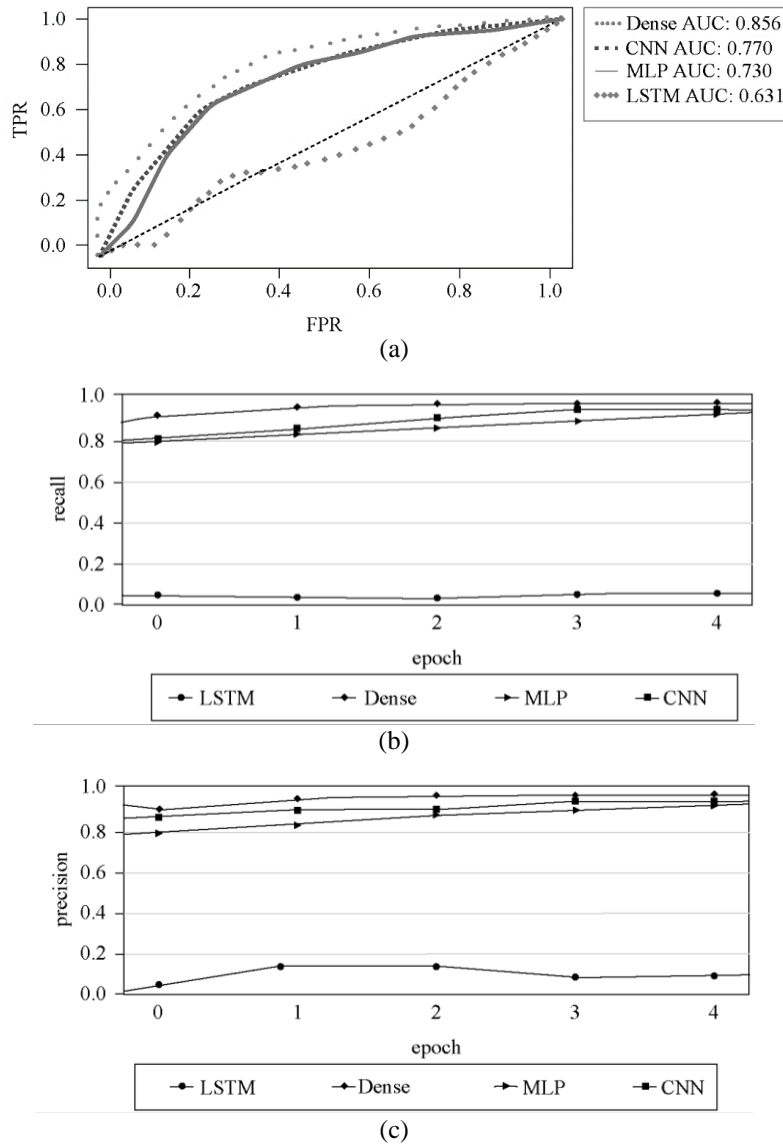 TPR
1.0
0.8
0.6
0.4
0.2
0.0
0.0 0.2 0.4 0.6 0.8 1.0
FPR
Dense AUC: 0.856
CNN AUC: 0.770
MLP AUC: 0.730
LSTM AUC: 0.631
(a)
recall
1.0
0.8
0.6
0.4
0.2
0.0
0 1 2 3 4
epoch
LSTM Dense MLP CNN
(b)
precision
1.0
0.8
0.6
0.4
0.2
0.0
0 1 2 3 4
epoch
LSTM Dense MLP CNN
(c)